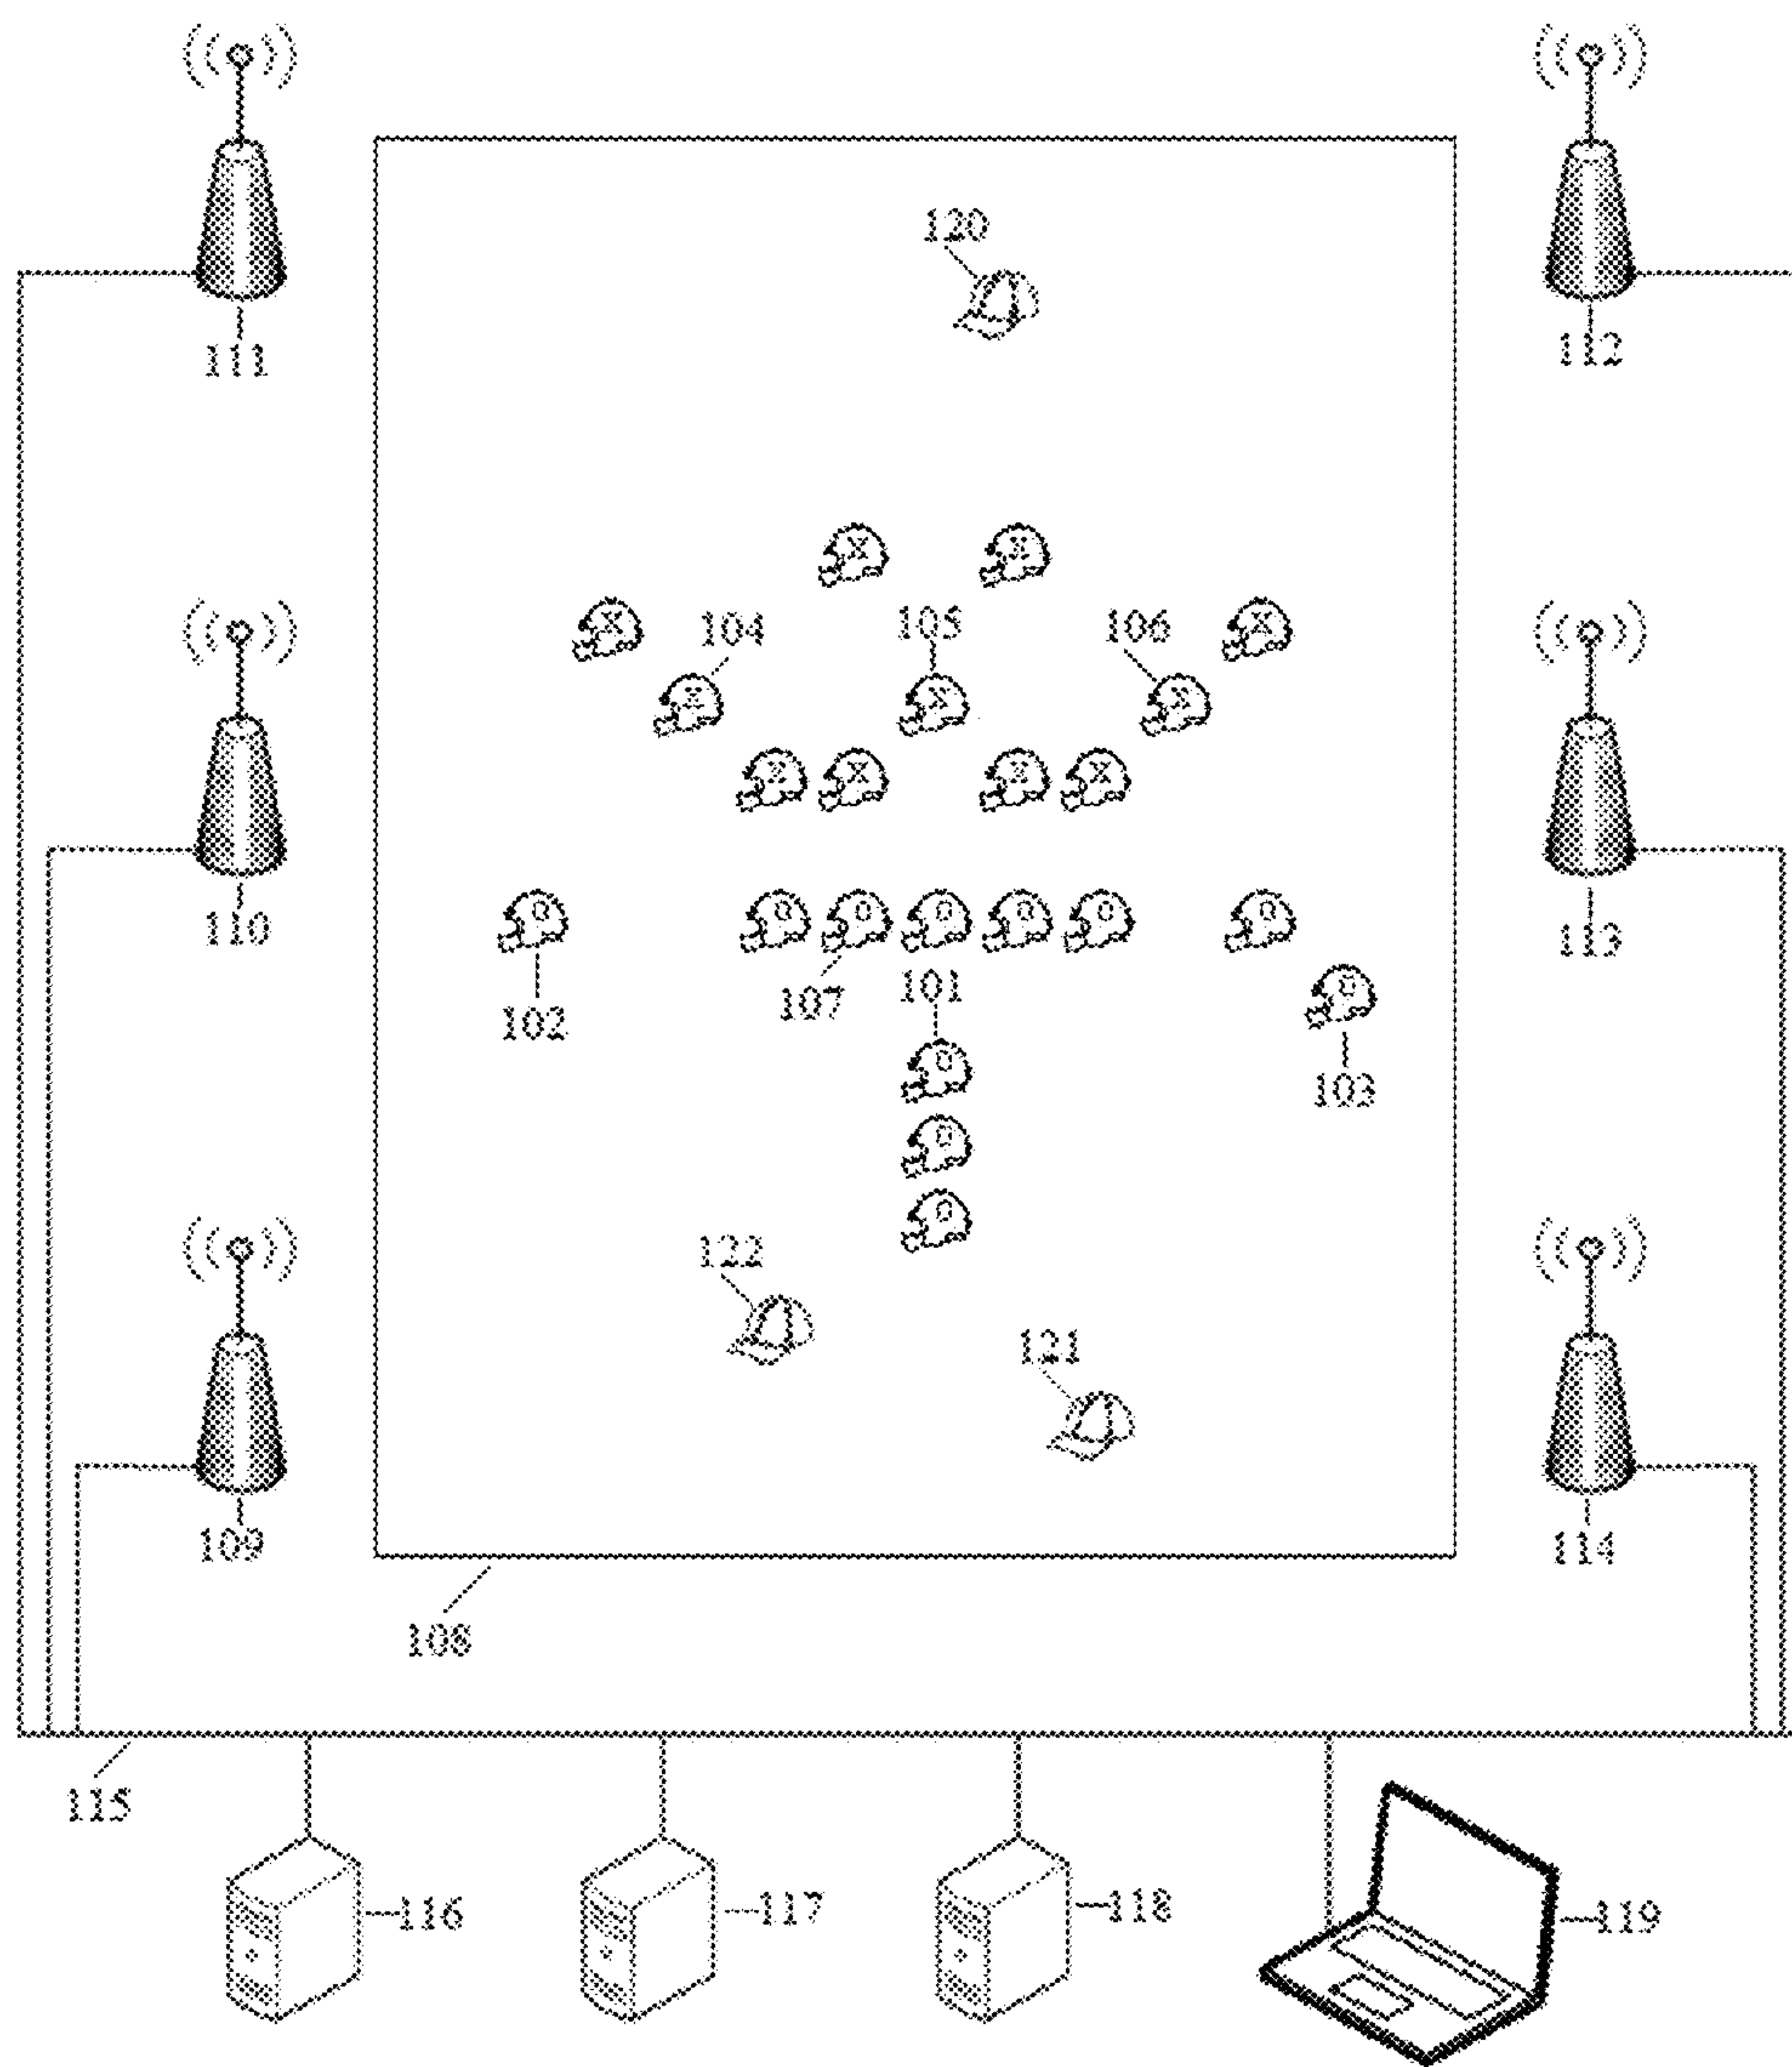 120
111 112
X X
X 104 105 106 X
X X X
X X X X
O O O O O O O
110 113
107 101
102 O
103
O
O
O
122
121
109 114
108
115
116 117 118 119